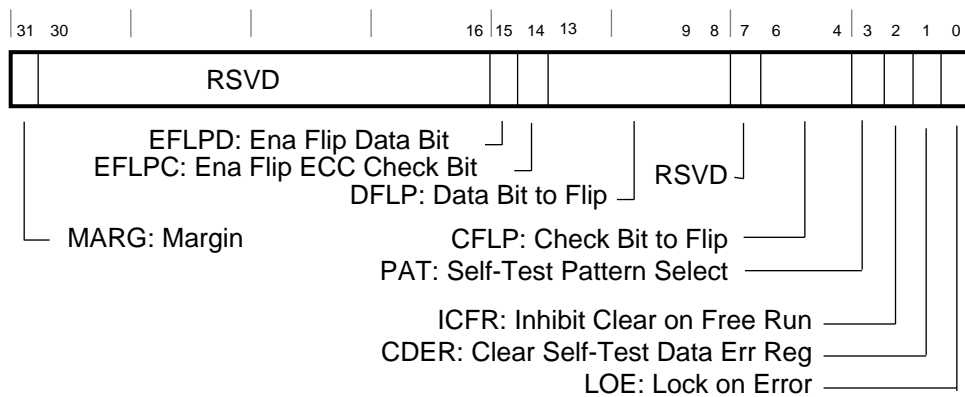 31 30 16 15 14 13 9 8 7 6 4 3 2 1 0
RSVD
EFLPD: Ena Flip Data Bit
EFLPC: Ena Flip ECC Check Bit
RSVD
DFLP: Data Bit to Flip
MARG: Margin
CFLP: Check Bit to Flip
PAT: Self-Test Pattern Select
ICFR: Inhibit Clear on Free Run
CDER: Clear Self-Test Data Err Reg
LOE: Lock on Error